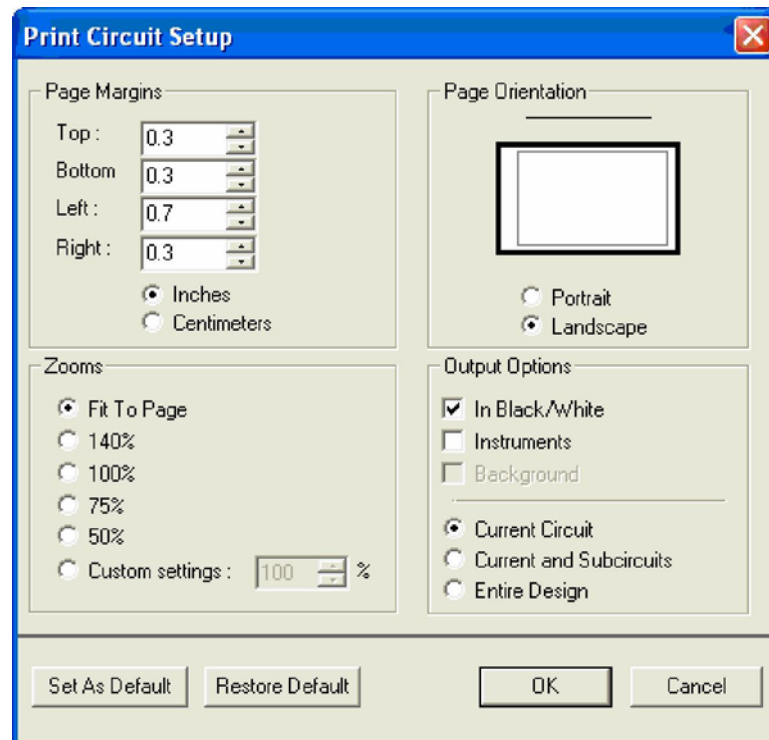 Print Circuit Setup
Page Margins
Top :
0.3
Bottom
0.3
Left :
0.7
Right :
0.3
Inches
Centimeters
Page Orientation
Portrait
Landscape
Zooms
Fit To Page
140%
100%
75%
50%
Custom settings : 100 %
Output Options
In Black/White
Instruments
Background
Current Circuit
Current and Subcircuits
Entire Design
Set As Default
Restore Default
OK
Cancel